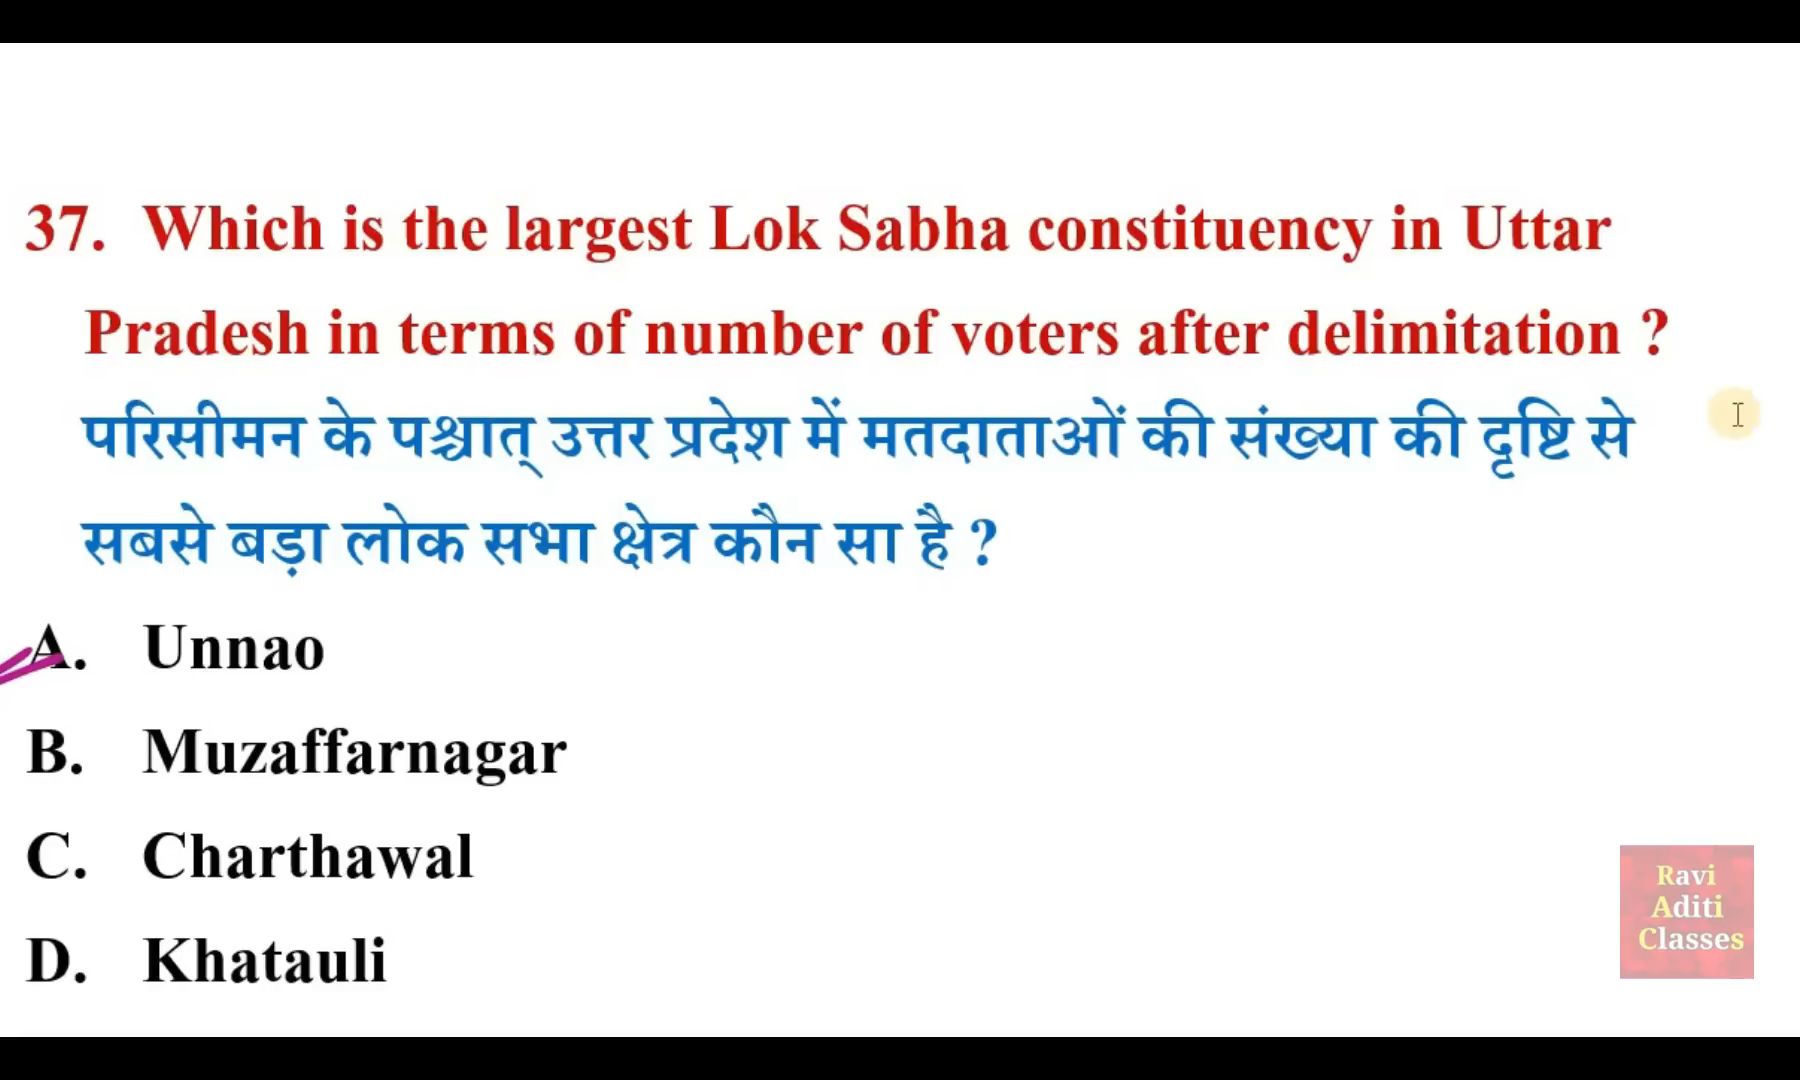 37. Which is the largest Lok Sabha constituency in Uttar
Pradesh in terms of number of voters after delimitation ?
परिसीमन के पश्चात् उत्तर प्रदेश में मतदाताओं की संख्या की दृष्टि से
सबसे बड़ा लोक सभा क्षेत्र कौन सा है ?
A. Unnao
B. Muzaffarnagar
C. Charthawal
D. Khatauli
Ravi
Aditi
Classes